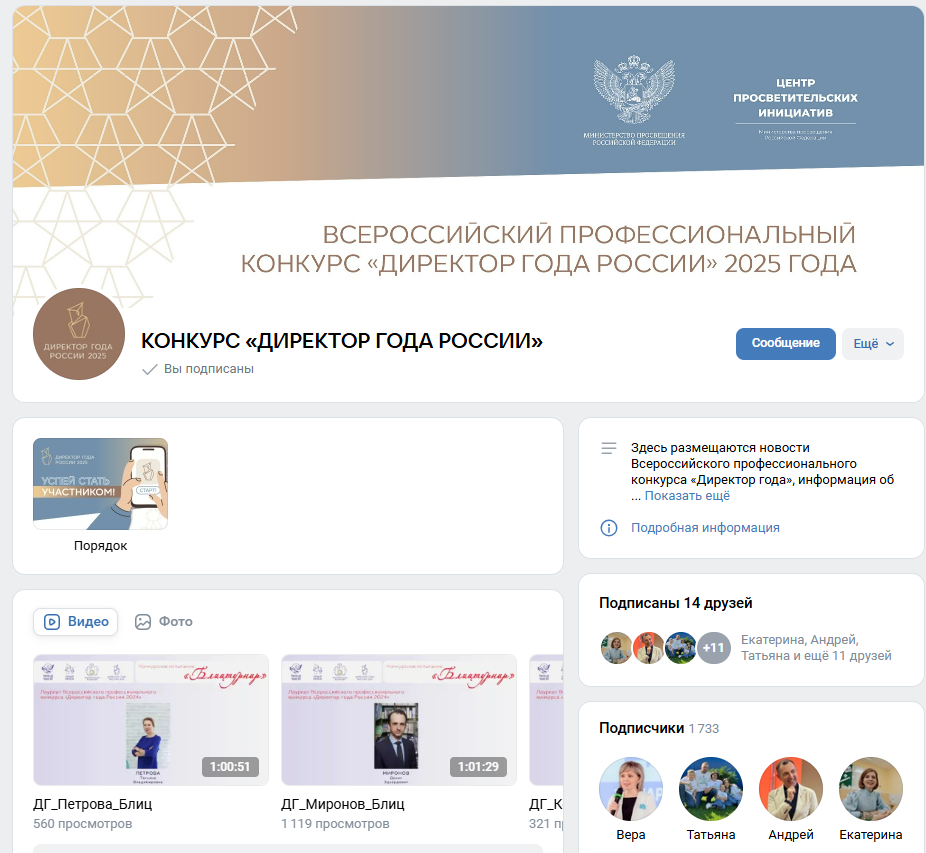 МИНИСТЕРСТВО ПРОСВЕЩЕНИЯ
РОССИЙСКОЙ ФЕДЕРАЦИИ
ЦЕНТР
ПРОСВЕТИТЕЛЬСКИХ
ИНИЦИАТИВ
Министерства просвещения
Российской Федерации
ВСЕРОССИЙСКИЙ ПРОФЕССИОНАЛЬНЫЙ
КОНКУРС «ДИРЕКТОР ГОДА РОССИИ» 2025 ГОДА
ДИРЕКТОР ГОДА
РОССИИ 2025
КОНКУРС «ДИРЕКТОР ГОДА РОССИИ»
Вы подписаны
Сообщение
Ещё
ДИРЕКТОР ГОДА
РОССИИ 2025
УСПЕЙ СТАТЬ
УЧАСТНИКОМ!
СТАРТ!
Порядок
Здесь размещаются новости
Всероссийского профессионального
конкурса «Директор года», информация об
... Показать ещё
Подробная информация
Подписаны 14 друзей
+11
Екатерина, Андрей,
Татьяна и ещё 11 друзей
Видео
Фото
«Блицтурнир»
Лауреат Всероссийского профессионального
конкурса «Директор года России 2024»
ПЕТРОВА
1:00:51
ДГ_Петрова_Блиц
560 просмотров
«Блицтурнир»
Лауреат Всероссийского профессионального
конкурса «Директор года России 2024»
МИРОНОВ
1:01:29
ДГ_Миронов_Блиц
1 119 просмотров
ДГ_К
321 п
Подписчики 1 733
Вера
Татьяна
Андрей
Екатерина